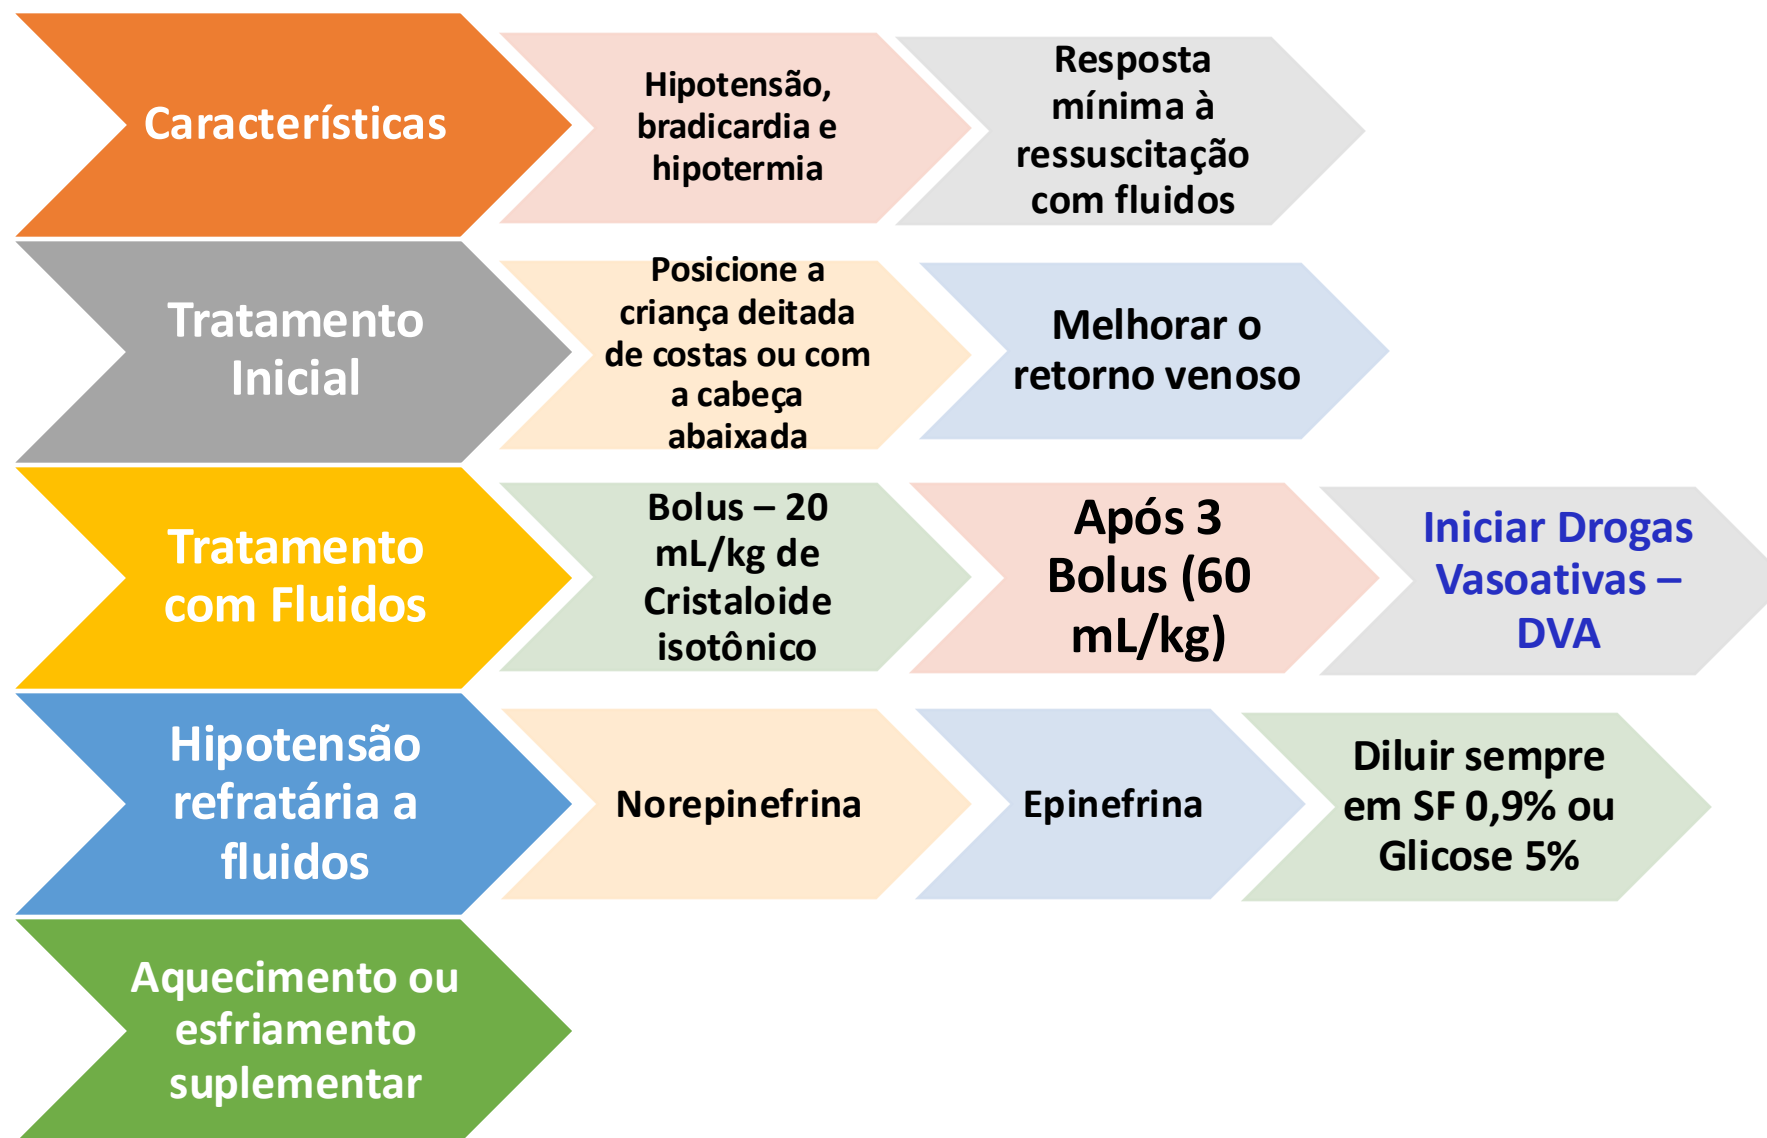 Características
Hipotensão,
bradicardia e
hipotermia
Resposta
mínima à
ressuscitação
com fluidos
Tratamento
Inicial
Posicione a
criança deitada
de costas ou com
a cabeça
abaixada
Melhorar o
retorno venoso
Tratamento
com Fluidos
Bolus – 20
mL/kg de
Cristaloide
isotônico
Após 3
Bolus (60
mL/kg)
Iniciar Drogas
Vasoativas –
DVA
Hipotensão
refratária a
fluidos
Norepinefrina
Epinefrina
Diluir sempre
em SF 0,9% ou
Glicose 5%
Aquecimento ou
esfriamento
suplementar